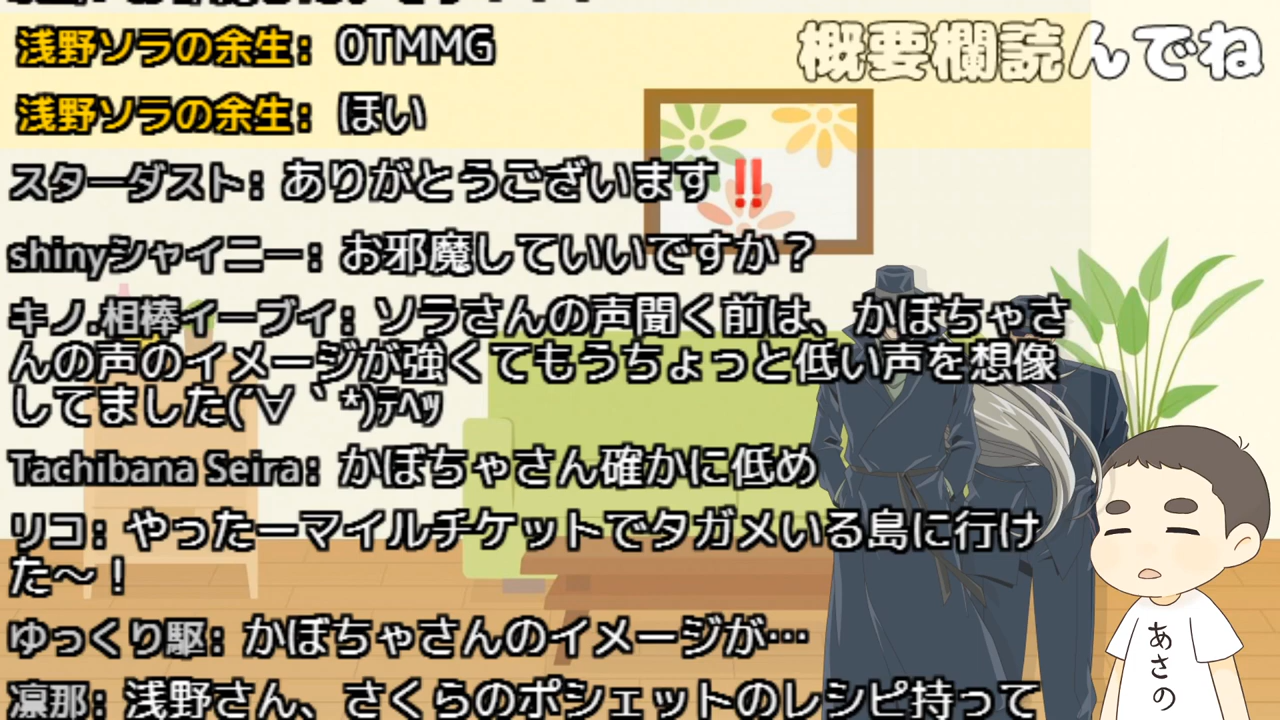 浅野ソラの余生: OTMMG
概要欄読んでね
浅野ソラの余生: ほい
スターダスト: ありがとうございます‼
shinyシャイニー: お邪魔していいですか？
キノ.相棒イーブイ: ソラさんの声聞く前は、かぼちゃさ
んの声のイメージが強くてもうちょっと低い声を想像
してました(´∀｀*)ﾃﾍｯ
Tachibana Seira: かぼちゃさん確かに低め
リコ: やったーマイルチケットでタガメいる島に行け
た〜！
ゆっくり駆: かぼちゃさんのイメージが…
凛那: 浅野さん、さくらのポシェットのレシピ持って
あさの